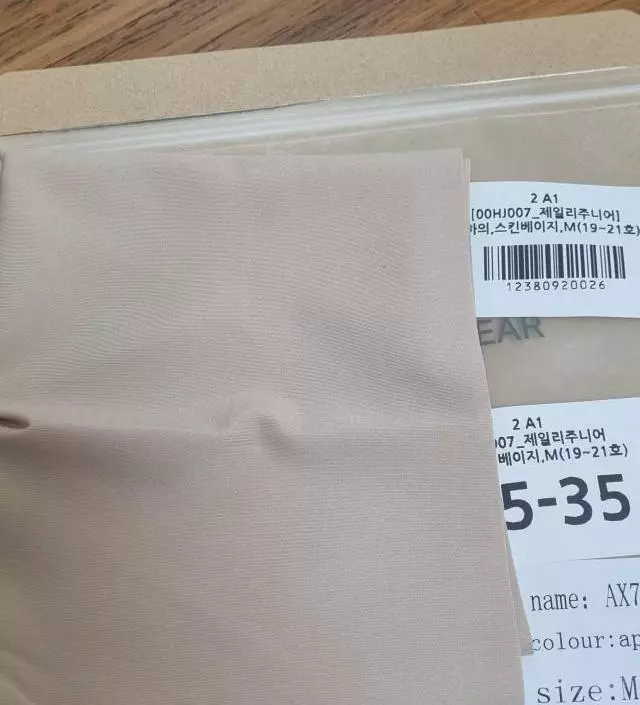 2 A1
[00HJ007_제일리주니어]
하의,스킨베이지,M(19~21호)
12380920026
EAR
2 A1
007_제일리주니어
베이지,M(19~21호)
5-35
name: AX7
colour:ap
size:M